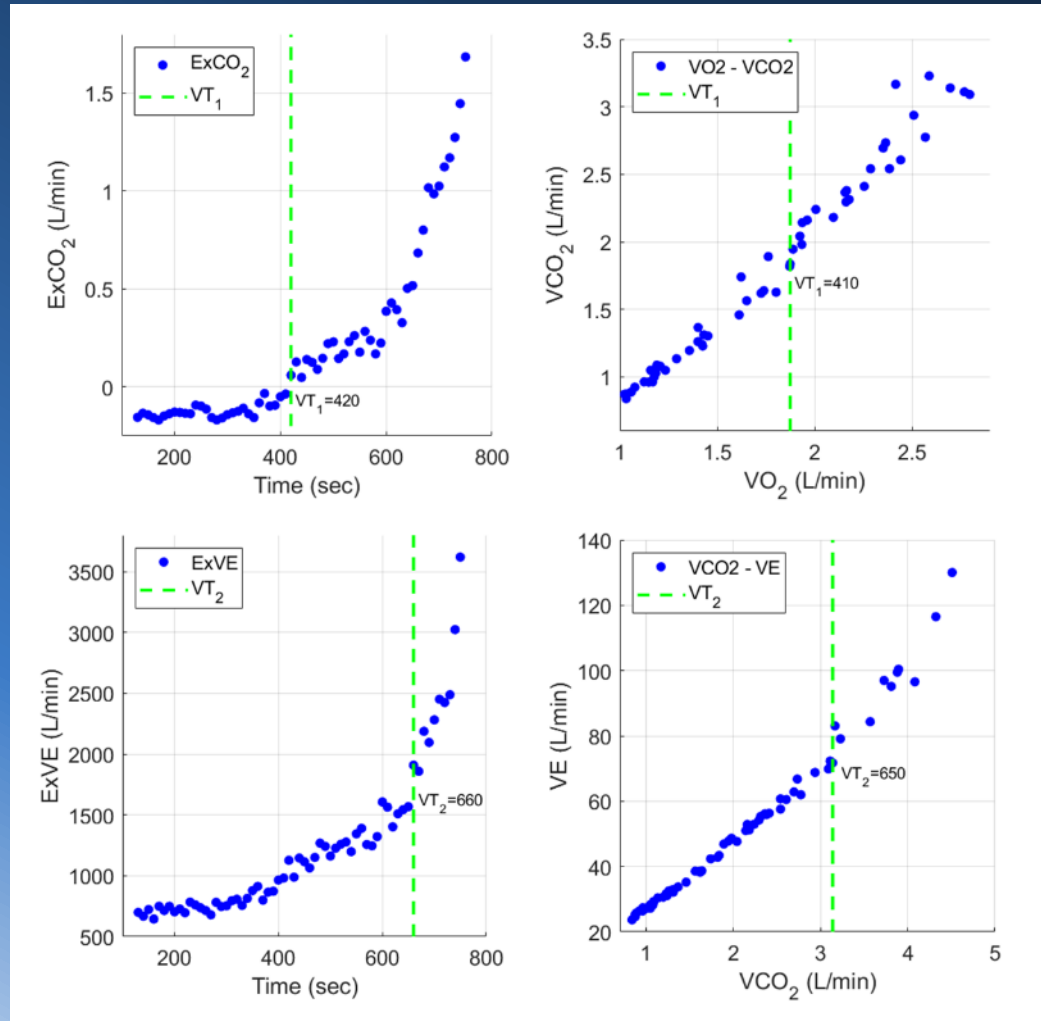 ExCO2
VT1
1.5
1
0.5
0
ExCO2 (L/min)
VT1=420
200 400 600 800
Time (sec)
VO2 - VCO2
VT1
3.5
3
2.5
2
1.5
1
VCO2 (L/min)
VT1=410
1 1.5 2 2.5
VO2 (L/min)
ExVE
VT2
3500
3000
2500
2000
1500
1000
500
ExVE (L/min)
VT2=660
200 400 600 800
Time (sec)
VCO2 - VE
VT2
140
120
100
80
60
40
20
VE (L/min)
VT2=650
1 2 3 4 5
VCO2 (L/min)